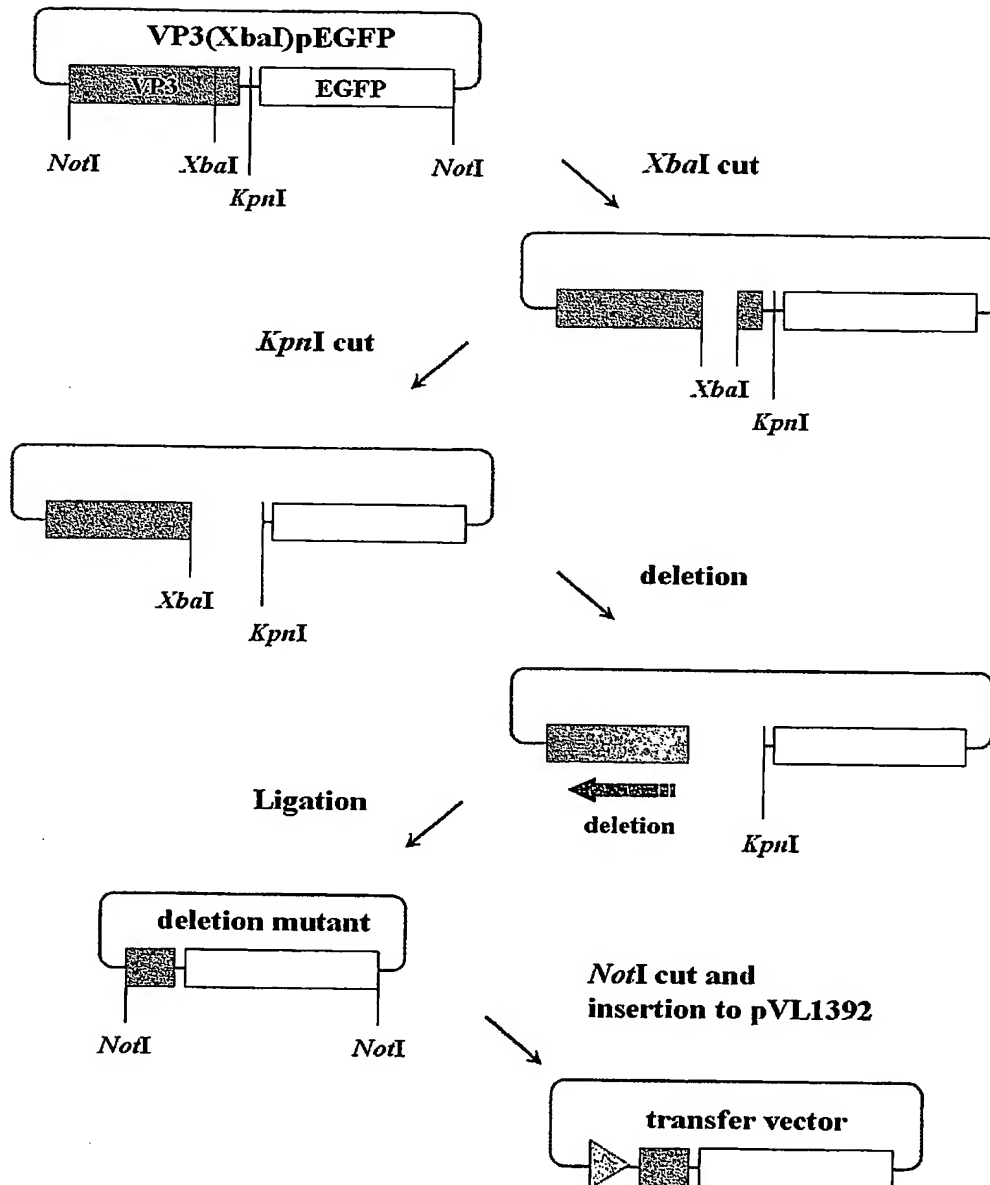 VP3(XbaI)pEGFP
VP3
EGFP
NotI
XbaI
KpnI
NotI
XbaI cut
XbaI
KpnI
KpnI cut
XbaI
KpnI
deletion
deletion
KpnI
Ligation
deletion mutant
NotI
NotI
NotI cut and
insertion to pVL1392
transfer vector